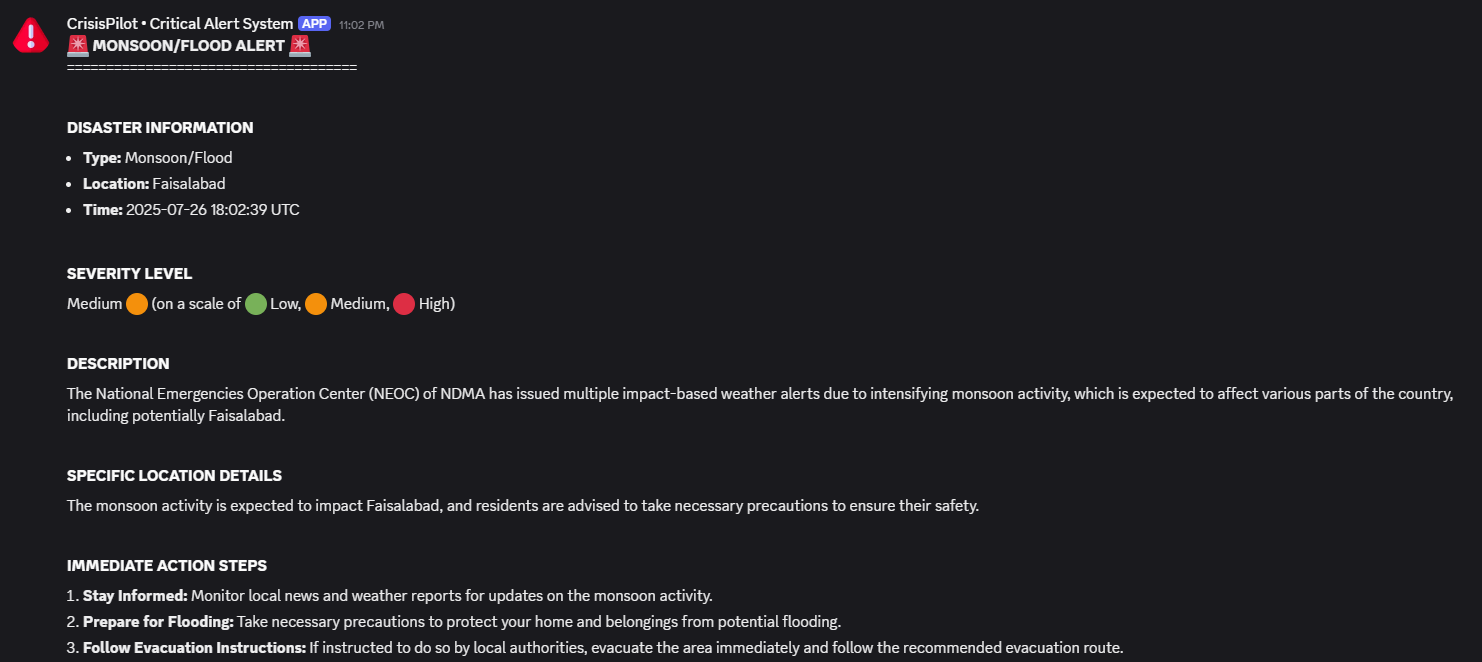 CrisisPilot • Critical Alert System APP 11:02 PM
🚨 MONSOON/FLOOD ALERT 🚨
=====================================
DISASTER INFORMATION
• Type: Monsoon/Flood
• Location: Faisalabad
• Time: 2025-07-26 18:02:39 UTC
SEVERITY LEVEL
Medium 🟠 (on a scale of 🟢 Low, 🟠 Medium, 🔴 High)
DESCRIPTION
The National Emergencies Operation Center (NEOC) of NDMA has issued multiple impact-based weather alerts due to intensifying monsoon activity, which is expected to affect various parts of the country,
including potentially Faisalabad.
SPECIFIC LOCATION DETAILS
The monsoon activity is expected to impact Faisalabad, and residents are advised to take necessary precautions to ensure their safety.
IMMEDIATE ACTION STEPS
1. Stay Informed: Monitor local news and weather reports for updates on the monsoon activity.
2. Prepare for Flooding: Take necessary precautions to protect your home and belongings from potential flooding.
3. Follow Evacuation Instructions: If instructed to do so by local authorities, evacuate the area immediately and follow the recommended evacuation route.